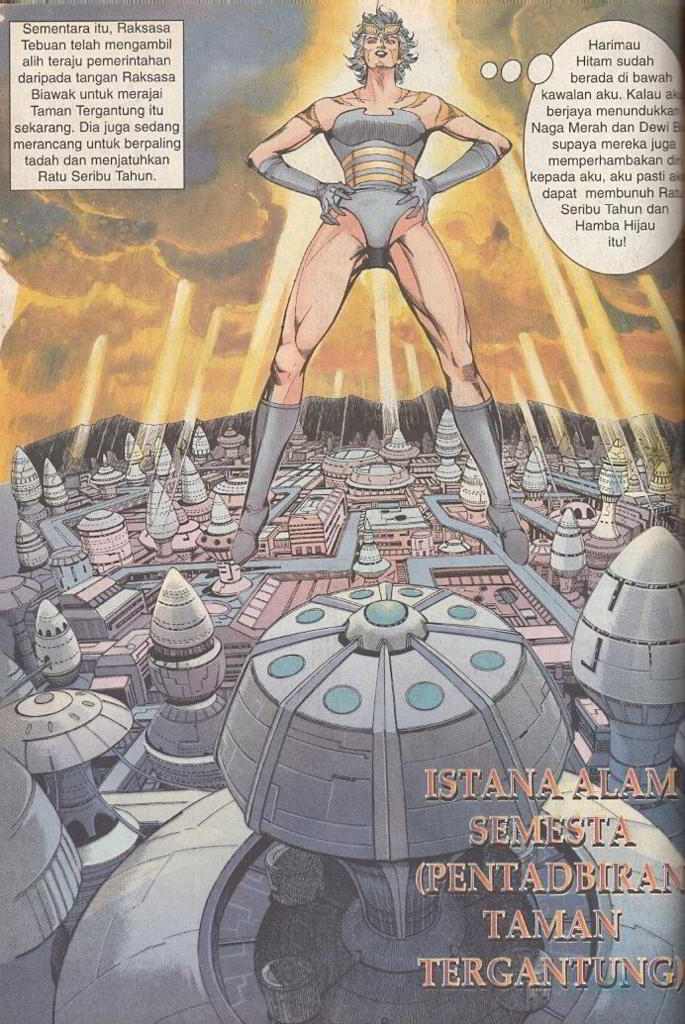 Sementara itu, Raksasa
Tebuan telah mengambil
alih teraju pemerintahan
daripada tangan Raksasa
Biawak untuk merajai
Taman Tergantung itu
sekarang. Dia juga sedang
merancang untuk berpaling
tadah dan menjatuhkan
Ratu Seribu Tahun.
Harimau
Hitam sudah
berada di bawah
kawalan aku. Kalau
berjaya menundukkan
Naga Merah dan Dewi
supaya mereka juga
memperhambakan
kepada aku, aku pasti
dapat membunuh
Seribu Tahun dan
Hamba Hijau
itu!
ISTANA ALAM
SEMESTA
(PENTADBIRAN
TAMAN
TERGANTUNG)